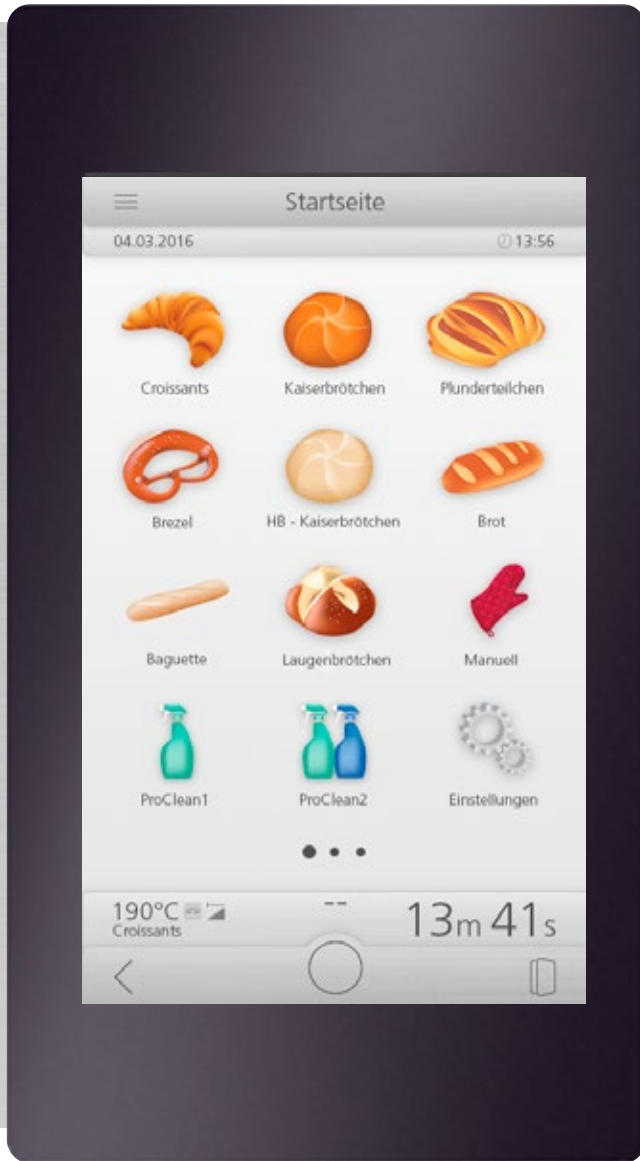 Startseite
04.03.2016 13:56
Croissants Kaiserbrötchen Plunderteilchen
Brezel HB - Kaiserbrötchen Brot
Baguette Laugenbrötchen Manuell
ProClean1 ProClean2 Einstellungen
190°C -- 13m 41s
Croissants